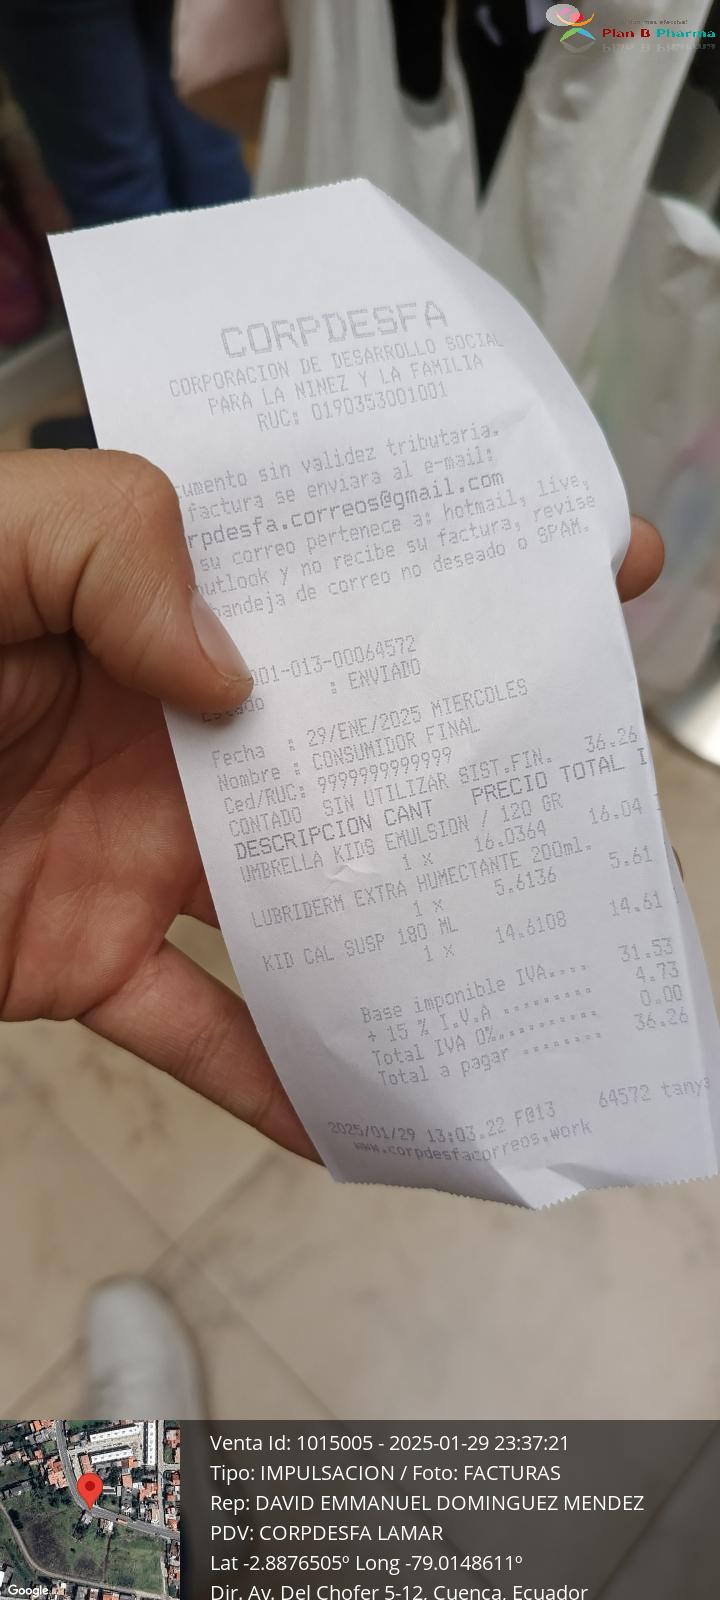 Plan B Pharma
CORPDESFA
CORPORACION DE DESARROLLO SOCIAL
PARA LA NINEZ Y LA FAMILIA
RUC: 0190353001001
cumento sin validez tributaria.
factura se enviara al e-mail:
rpdesfa.correos@gmail.com
su correo pertenece a: hotmail, live,
outlook y no recibe su factura, revise
bandeja de correo no deseado o SPAM.
001-013-00064572
Estado : ENVIADO
Fecha : 29/ENE/2025 MIERCOLES
Nombre : CONSUMIDOR FINAL
Ced/RUC: 9999999999999
CONTADO SIN UTILIZAR SIST.FIN. 36.26
DESCRIPCION CANT PRECIO TOTAL I
UMBRELLA KIDS EMULSION / 120 GR
1 x 16.0364 16.04
LUBRIDERM EXTRA HUMECTANTE 200ml.
1 x 5.6136 5.61
KID CAL SUSP 180 ML
1 x 14.6108 14.61
Base imponible IVA.... 31.53
+ 15 % I.V.A ......... 4.73
Total IVA 0%.......... 0.00
Total a pagar ........ 36.26
2025/01/29 13:03.22 F@13 64572 tanya
www.corpdesfacorreos.work
Venta Id: 1015005 - 2025-01-29 23:37:21
Tipo: IMPULSACION / Foto: FACTURAS
Rep: DAVID EMMANUEL DOMINGUEZ MENDEZ
PDV: CORPDESFA LAMAR
Lat -2.8876505º Long -79.0148611º
Dir. Av. Del Chofer 5-12, Cuenca, Ecuador
Google